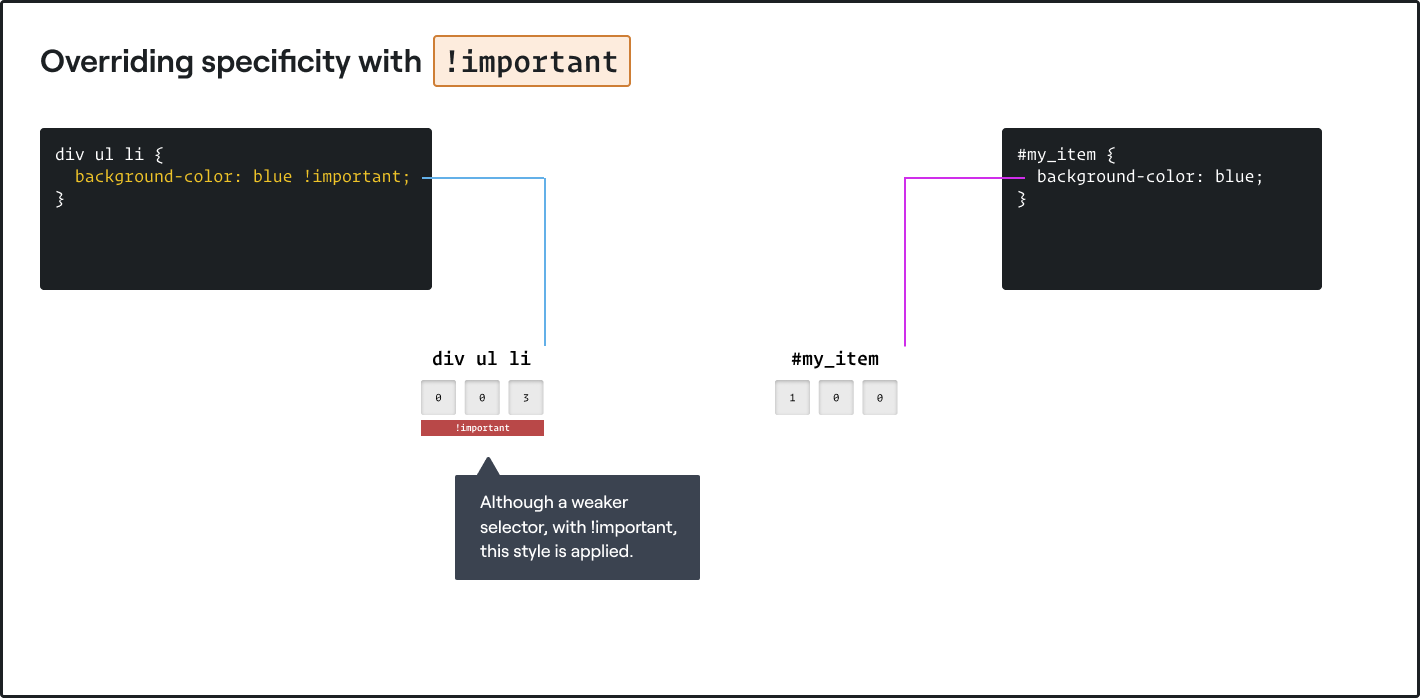 Overriding specificity with !important
div ul li {
  background-color: blue !important;
}
#my_item {
  background-color: blue;
}
div ul li
0 0 3
!important
#my_item
1 0 0
Although a weaker
selector, with !important,
this style is applied.